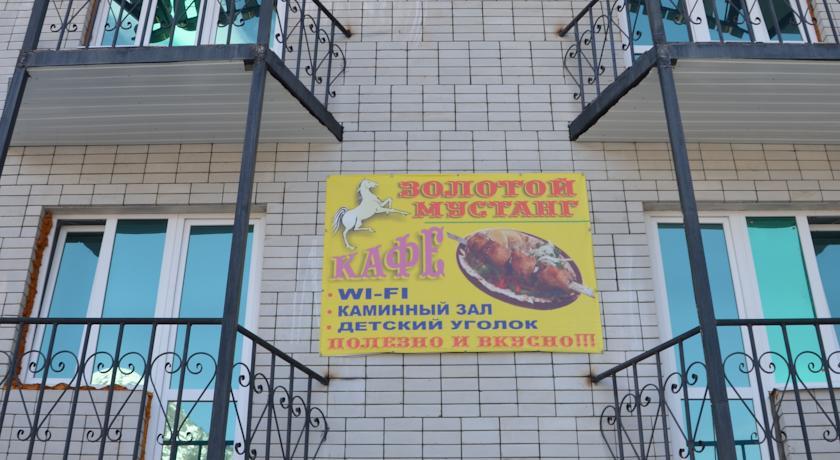 ЗОЛОТОЙ
МУСТАНГ
КАФЕ
• WI-FI
• КАМИННЫЙ ЗАЛ
• ДЕТСКИЙ УГОЛОК
ПОЛЕЗНО И ВКУСНО!!!